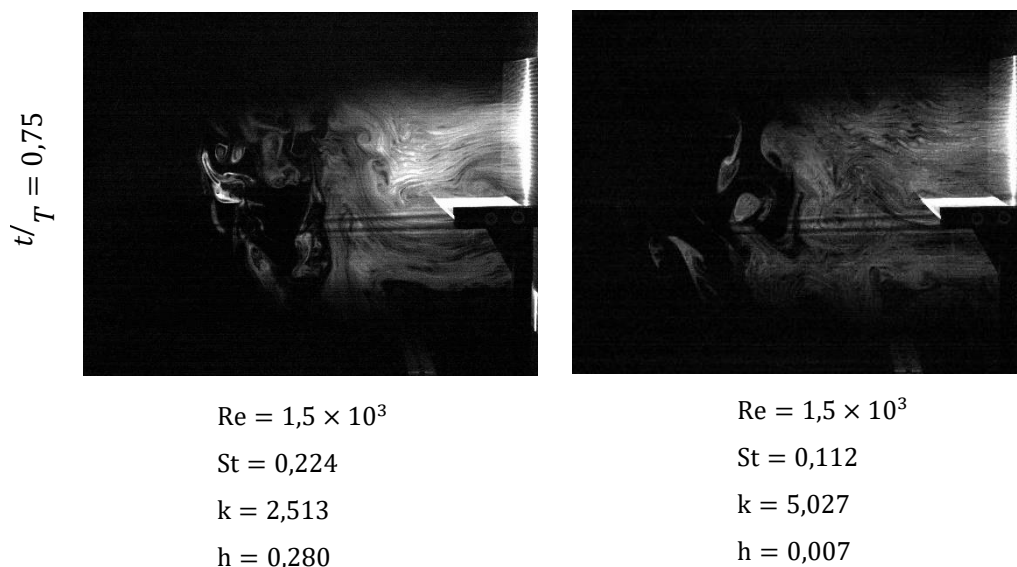 t/T = 0,75
Re = 1,5 × 10³
St = 0,224
k = 2,513
h = 0,280
Re = 1,5 × 10³
St = 0,112
k = 5,027
h = 0,007